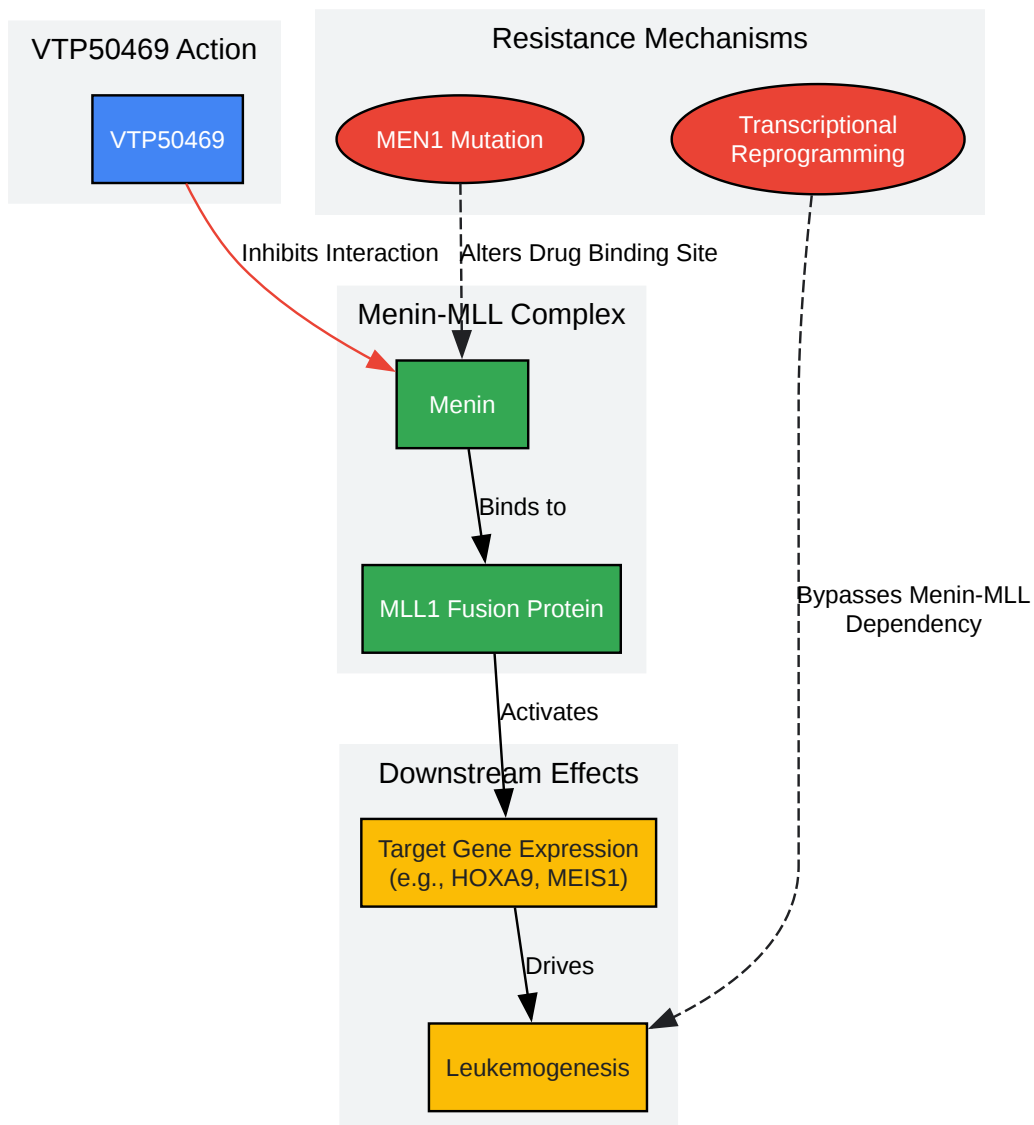 VTP50469 Action
Resistance Mechanisms
VTP50469
MEN1 Mutation
Transcriptional
Reprogramming
Inhibits Interaction
Alters Drug Binding Site
Menin-MLL Complex
Menin
Binds to
MLL1 Fusion Protein
Bypasses Menin-MLL
Dependency
Activates
Downstream Effects
Target Gene Expression
(e.g., HOXA9, MEIS1)
Drives
Leukemogenesis